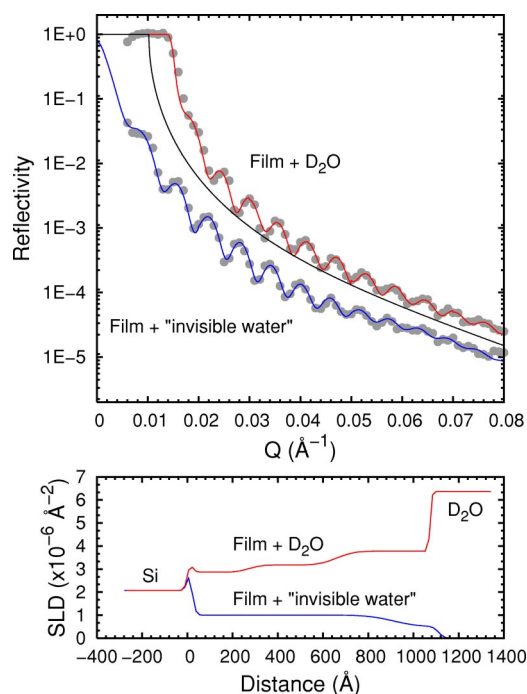 1E+0
1E−1
1E−2
1E−3
1E−4
1E−5
Reflectivity
Film + D₂O
Film + "invisible water"
0 0.01 0.02 0.03 0.04 0.05 0.06 0.07 0.08
Q (Å⁻¹)
7
6
5
4
3
2
1
0
SLD (x10⁻⁶ Å⁻²)
D₂O
Film + D₂O
Si
Film + "invisible water"
−400 −200 0 200 400 600 800 1000 1200 1400
Distance (Å)